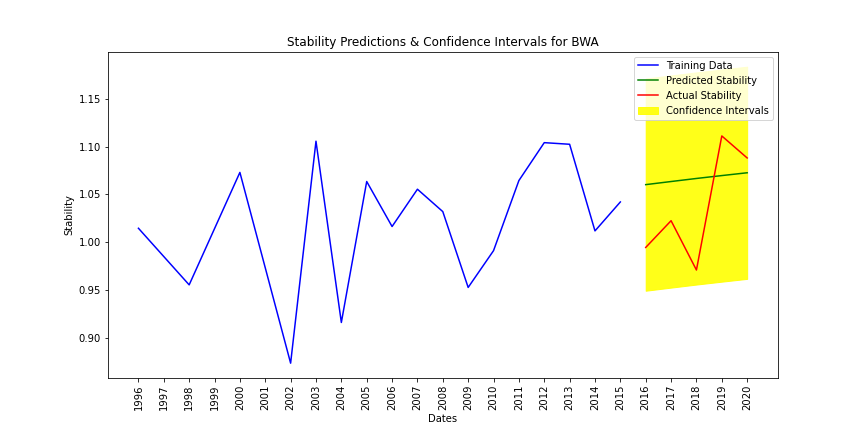 Stability Predictions & Confidence Intervals for BWA
Training Data
Predicted Stability
Actual Stability
Confidence Intervals
1.15
1.10
1.05
1.00
0.95
0.90
Stability
1996 1997 1998 1999 2000 2001 2002 2003 2004 2005 2006 2007 2008 2009 2010 2011 2012 2013 2014 2015 2016 2017 2018 2019 2020
Dates